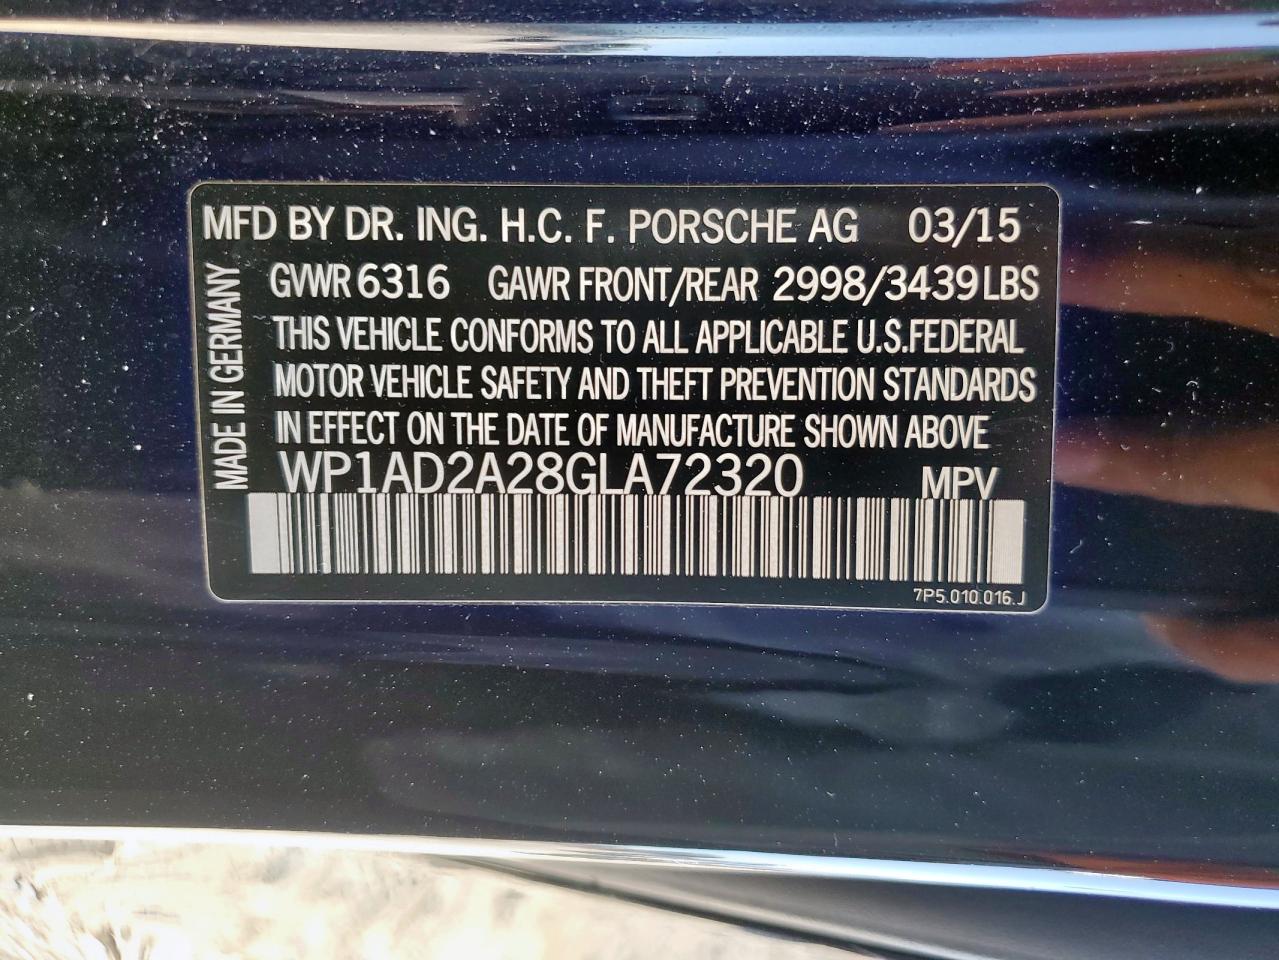 MFD BY DR. ING. H.C. F. PORSCHE AG 03/15
GVWR 6316 GAWR FRONT/REAR 2998/3439LBS
THIS VEHICLE CONFORMS TO ALL APPLICABLE U.S.FEDERAL
MOTOR VEHICLE SAFETY AND THEFT PREVENTION STANDARDS
IN EFFECT ON THE DATE OF MANUFACTURE SHOWN ABOVE
WP1AD2A28GLA72320 MPV
MADE IN GERMANY
7P5.010.016.J